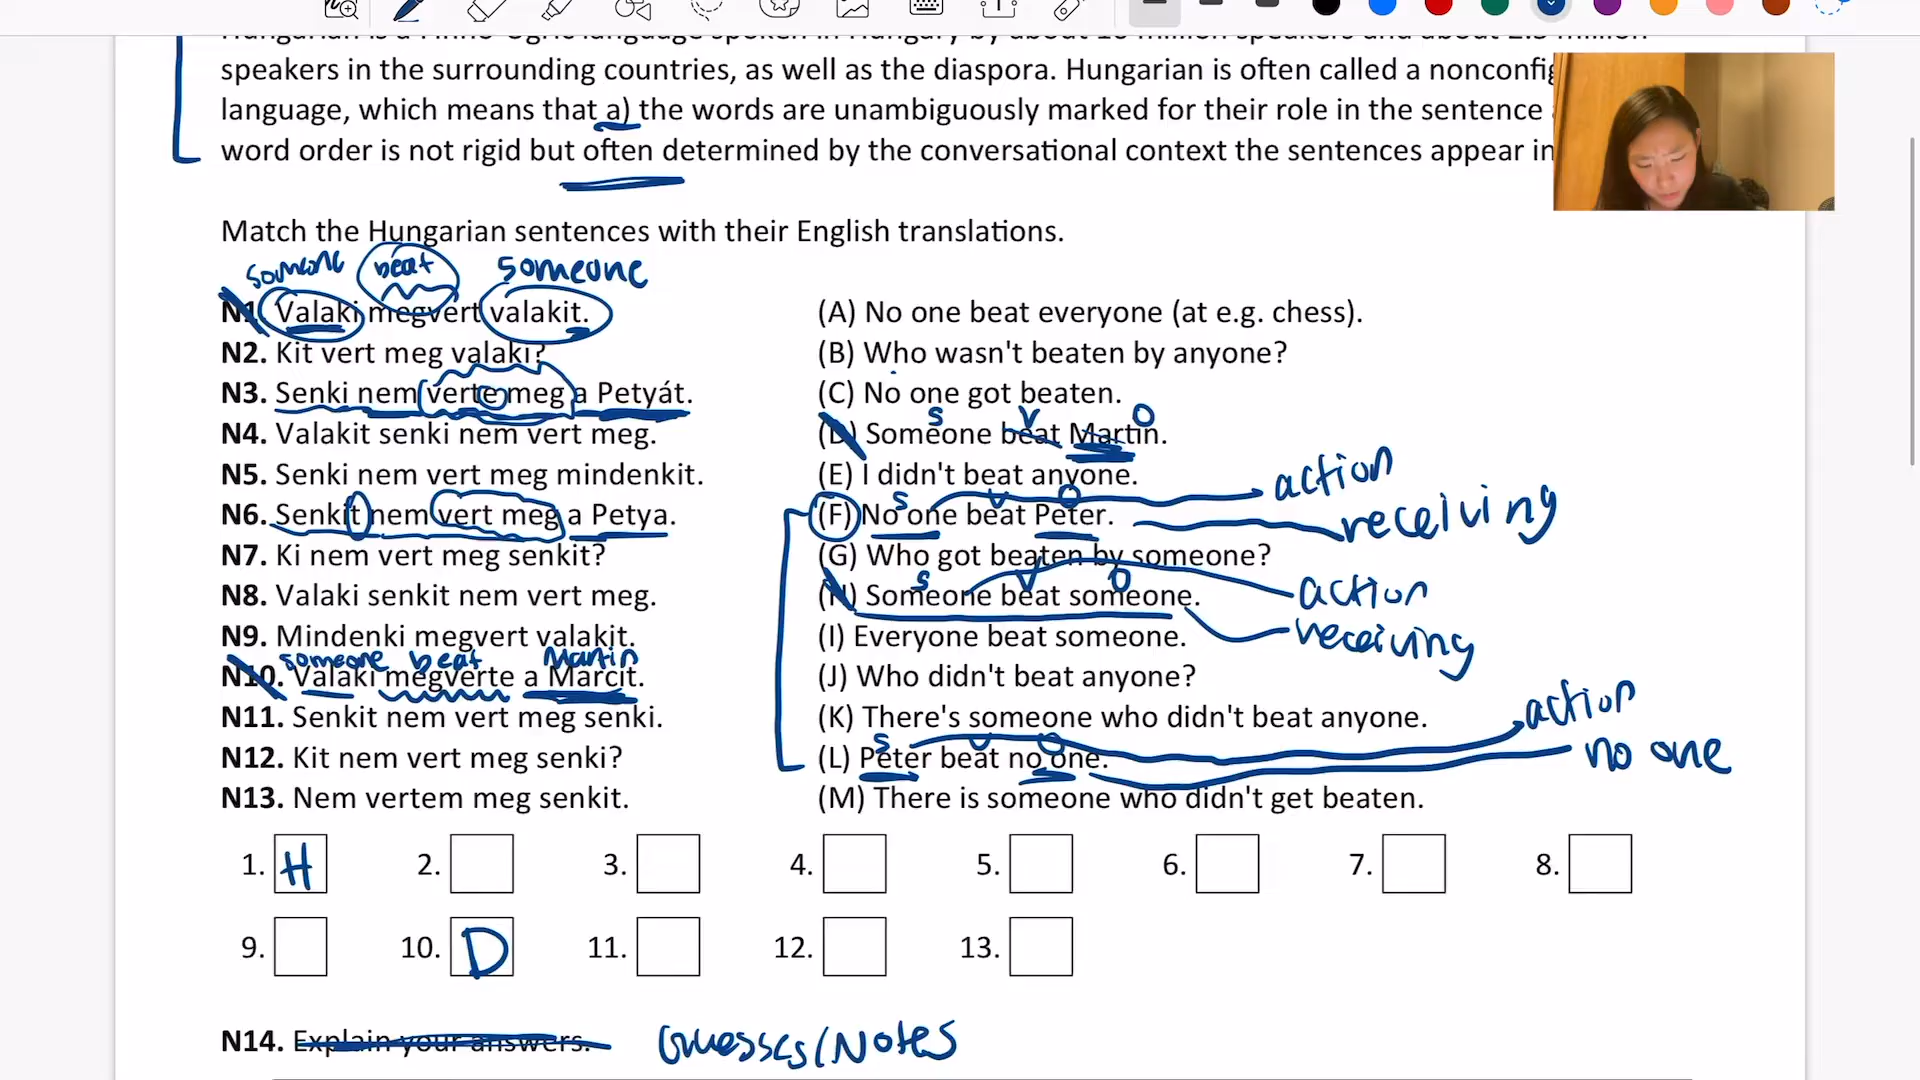 speakers in the surrounding countries, as well as the diaspora. Hungarian is often called a nonconfig
language, which means that a) the words are unambiguously marked for their role in the sentence
word order is not rigid but often determined by the conversational context the sentences appear in
Match the Hungarian sentences with their English translations.
someone beat someone
N1. Valaki megvert valakit.
N2. Kit vert meg valaki?
N3. Senki nem verte meg a Petyát.
N4. Valakit senki nem vert meg.
N5. Senki nem vert meg mindenkit.
N6. Senkit nem vert meg a Petya.
N7. Ki nem vert meg senkit?
N8. Valaki senkit nem vert meg.
N9. Mindenki megvert valakit.
someone beat Martin
N10. Valaki megverte a Marcit.
N11. Senkit nem vert meg senki.
N12. Kit nem vert meg senki?
N13. Nem vertem meg senkit.
(A) No one beat everyone (at e.g. chess).
(B) Who wasn't beaten by anyone?
(C) No one got beaten.
S V O
(D) Someone beat Martin.
(E) I didn't beat anyone.
action
S V O
(F) No one beat Peter.
receiving
(G) Who got beaten by someone?
S V O
action
(H) Someone beat someone.
receiving
(I) Everyone beat someone.
(J) Who didn't beat anyone?
(K) There's someone who didn't beat anyone.
action
S V O
(L) Peter beat no one.
no one
(M) There is someone who didn't get beaten.
1. H 2. 3. 4. 5. 6. 7. 8.
9. 10. D 11. 12. 13.
N14. Explain your answers. Guesses/Notes